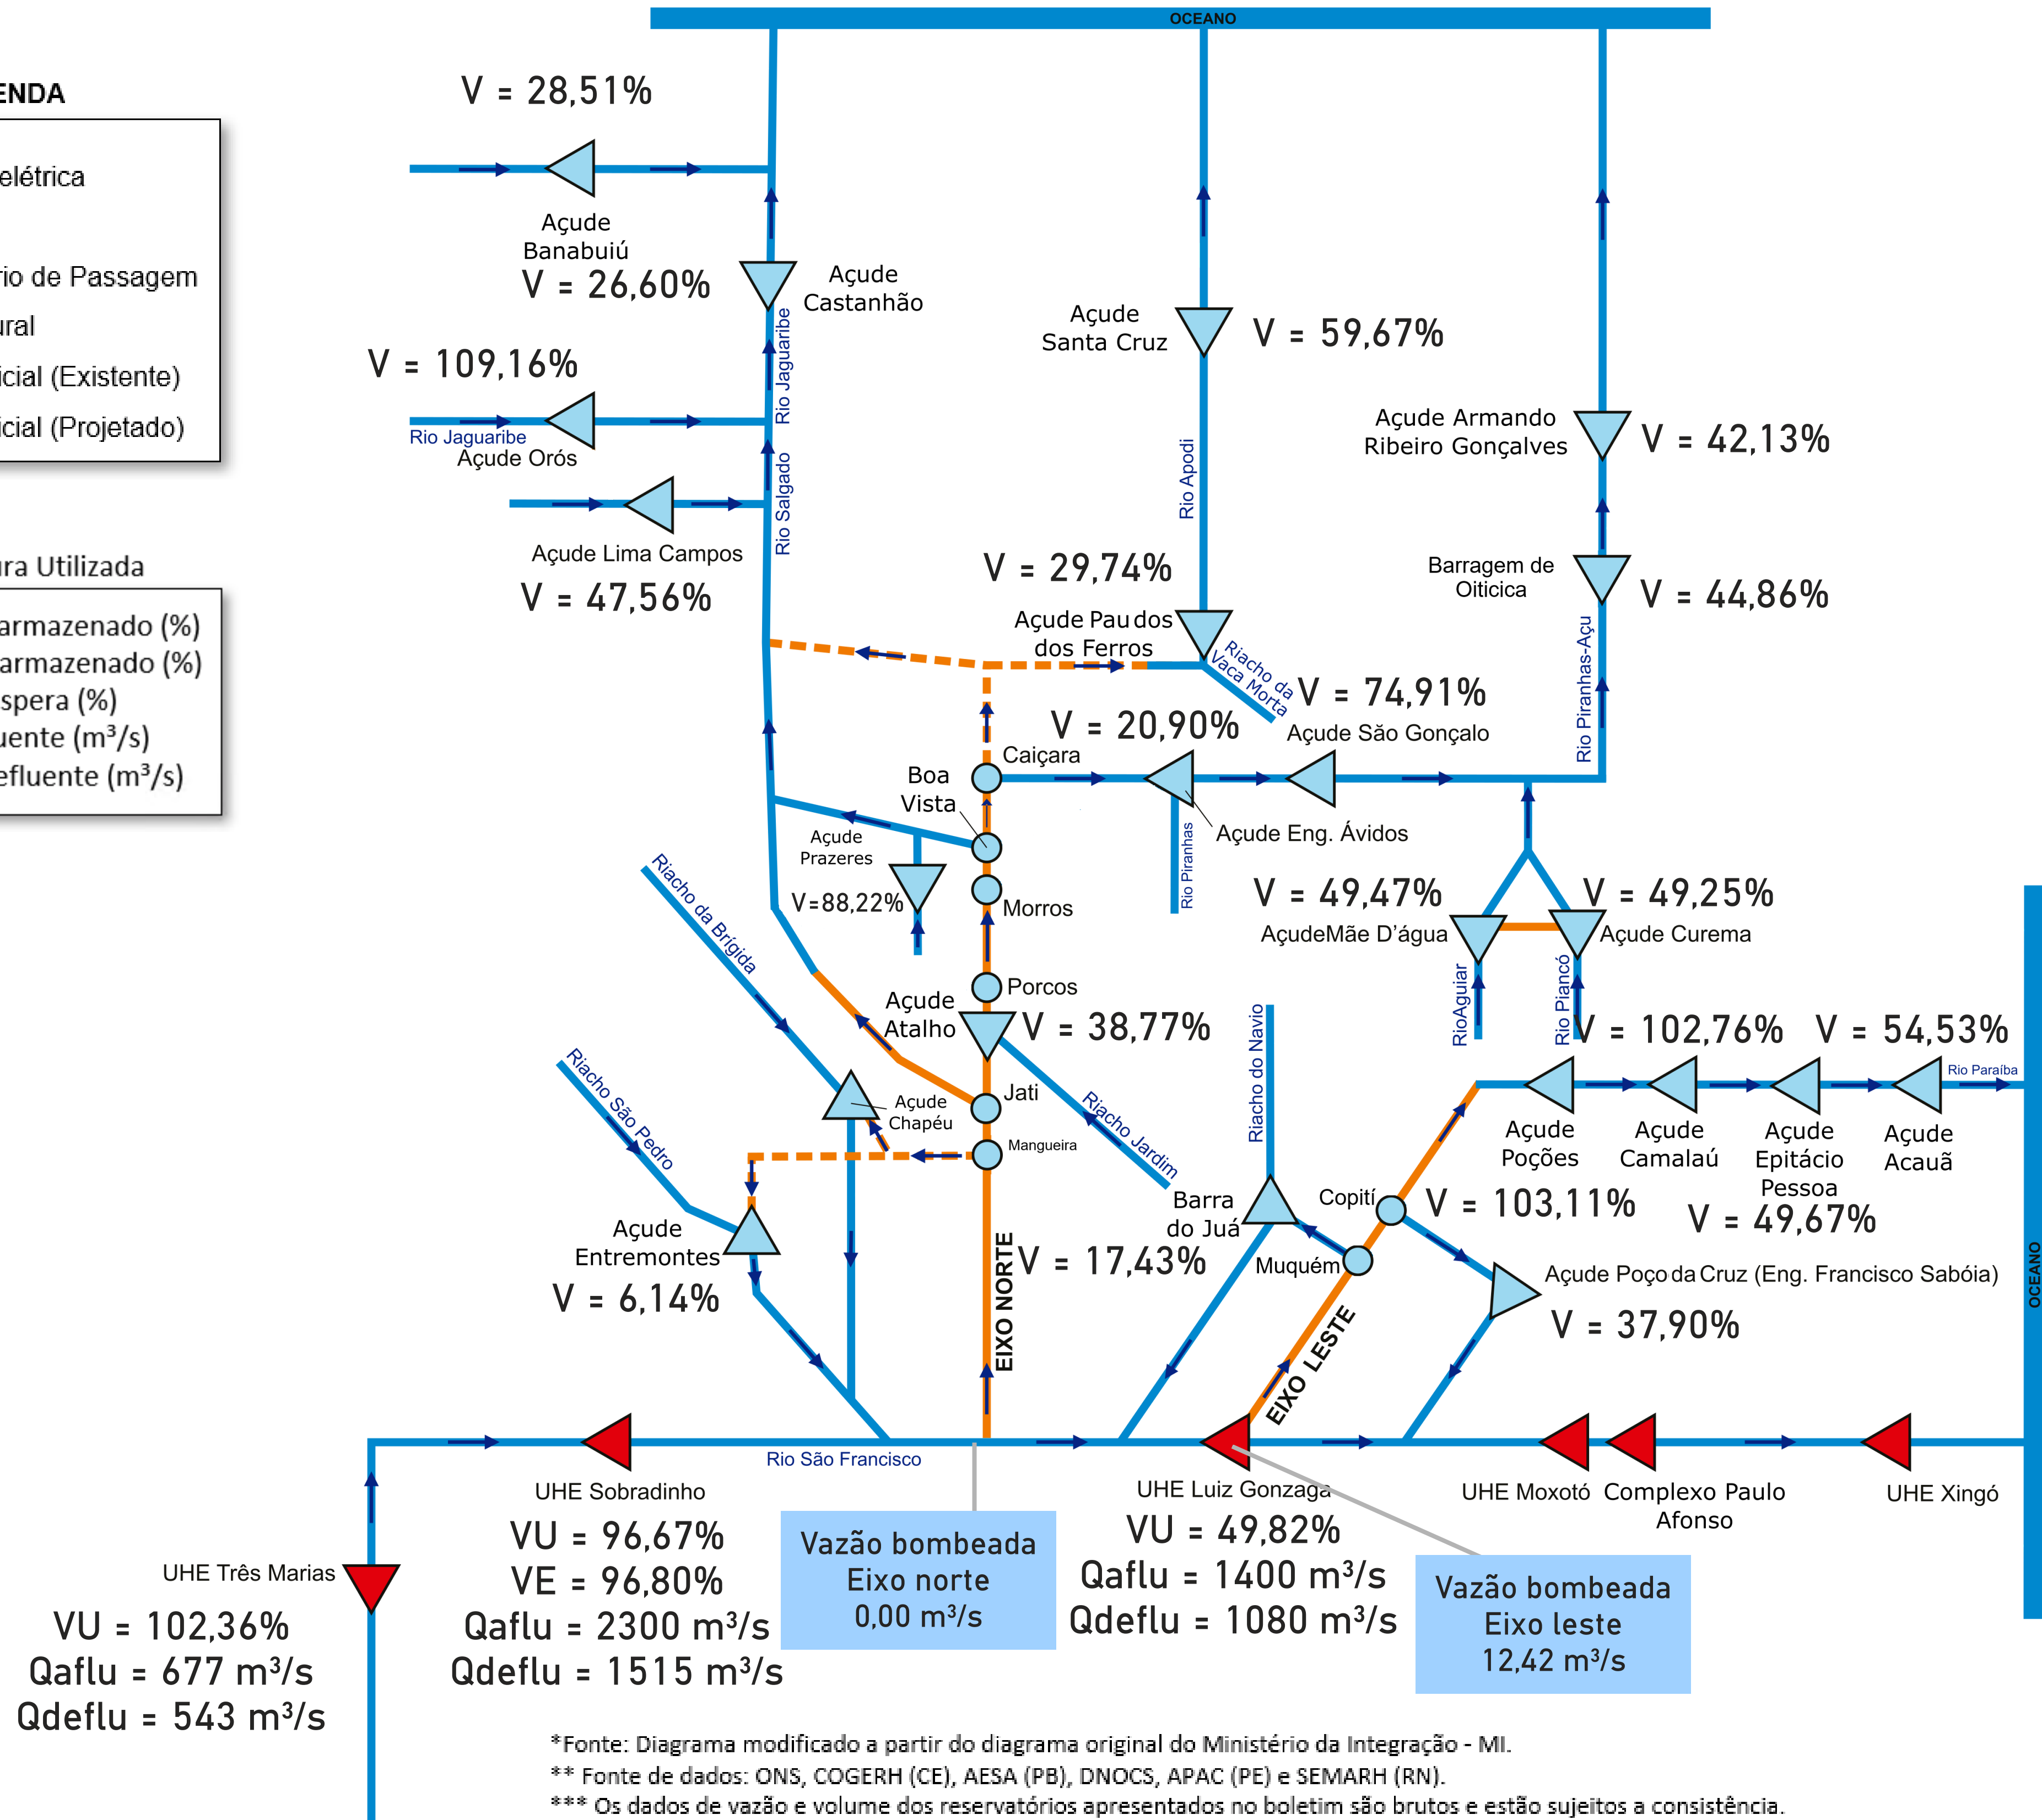 OCEANO
V = 28,51%
ENDA
elétrica
rio de Passagem
ural
icial (Existente)
icial (Projetado)
Açude
Banabuiú
V = 26,60%
Açude
Castanhão
Rio Jaguaribe
V = 109,16%
Rio Jaguaribe
Açude Orós
Rio Salgado
Açude Lima Campos
V = 47,56%
Açude
Santa Cruz
V = 59,67%
Rio Apodi
Açude Armando
Ribeiro Gonçalves
V = 42,13%
Barragem de
Oiticica
V = 44,86%
Rio Piranhas-Açu
ura Utilizada
armazenado (%)
armazenado (%)
spera (%)
uente (m³/s)
efluente (m³/s)
V = 29,74%
Açude Pau dos
dos Ferros
Riacho da
Vaca Morta
V = 74,91%
Açude São Gonçalo
V = 20,90%
Caiçara
Boa
Vista
Açude Eng. Ávidos
Rio Piranhas
Açude
Prazeres
V=88,22%
Morros
Porcos
Riacho da Brígida
Açude
Atalho
V = 38,77%
V = 49,47%
AçudeMãe D'água
V = 49,25%
Açude Curema
RioAguiar
Rio Piancó
V = 102,76%
V = 54,53%
Rio Paraíba
OCEANO
Riacho São Pedro
Açude
Chapéu
Jati
Mangueira
Riacho Jardim
Riacho do Navio
Açude
Poções
Açude
Camalaú
Açude
Epitácio
Pessoa
Açude
Acauã
V = 103,11%
V = 49,67%
Barra
do Juá
Copití
Muquém
V = 17,43%
Açude
Entremontes
V = 6,14%
EIXO NORTE
EIXO LESTE
Açude Poço da Cruz (Eng. Francisco Sabóia)
V = 37,90%
Rio São Francisco
UHE Sobradinho
VU = 96,67%
VE = 96,80%
Qaflu = 2300 m³/s
Qdeflu = 1515 m³/s
Vazão bombeada
Eixo norte
0,00 m³/s
UHE Luiz Gonzaga
VU = 49,82%
Qaflu = 1400 m³/s
Qdeflu = 1080 m³/s
Vazão bombeada
Eixo leste
12,42 m³/s
UHE Moxotó
Complexo Paulo
Afonso
UHE Xingó
UHE Três Marias
VU = 102,36%
Qaflu = 677 m³/s
Qdeflu = 543 m³/s
*Fonte: Diagrama modificado a partir do diagrama original do Ministério da Integração - MI.
** Fonte de dados: ONS, COGERH (CE), AESA (PB), DNOCS, APAC (PE) e SEMARH (RN).
*** Os dados de vazão e volume dos reservatórios apresentados no boletim são brutos e estão sujeitos a consistência.